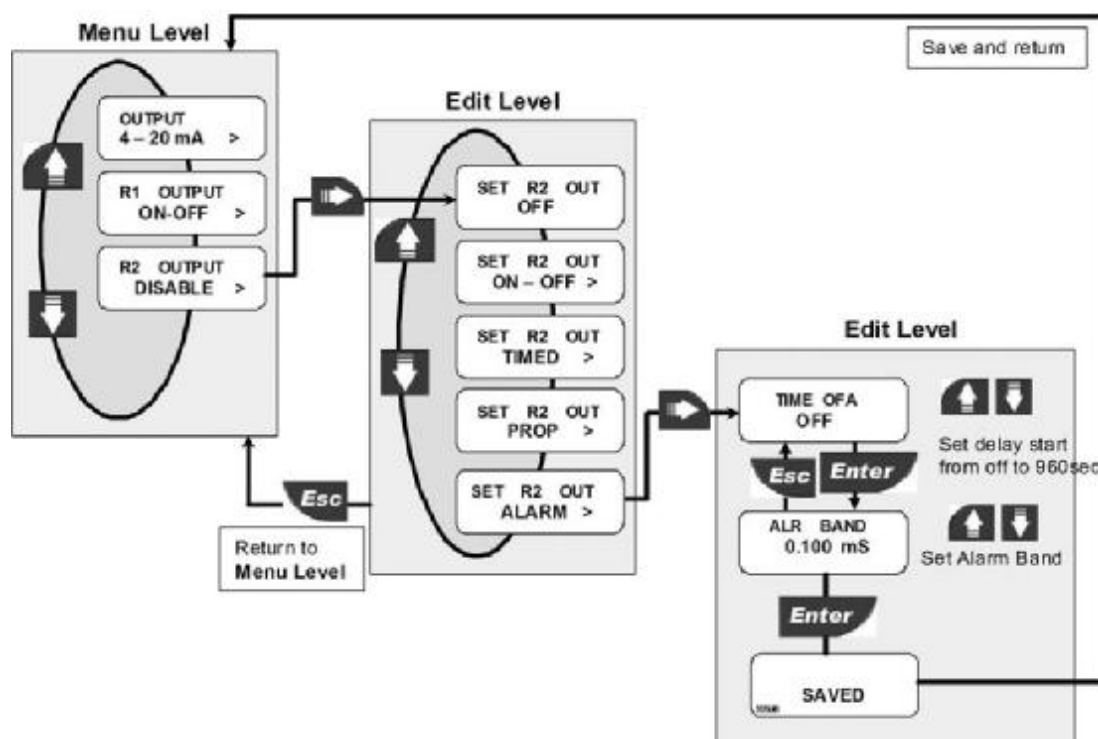 Menu Level
Save and return
OUTPUT
4 – 20 mA >
R1 OUTPUT
ON-OFF >
R2 OUTPUT
DISABLE >
Edit Level
SET R2 OUT
OFF
SET R2 OUT
ON – OFF >
SET R2 OUT
TIMED >
SET R2 OUT
PROP >
SET R2 OUT
ALARM >
Esc
Return to
Menu Level
Edit Level
TIME OFA
OFF
Set delay start
from off to 960sec
Esc
Enter
ALR BAND
0.100 mS
Set Alarm Band
Enter
SAVED